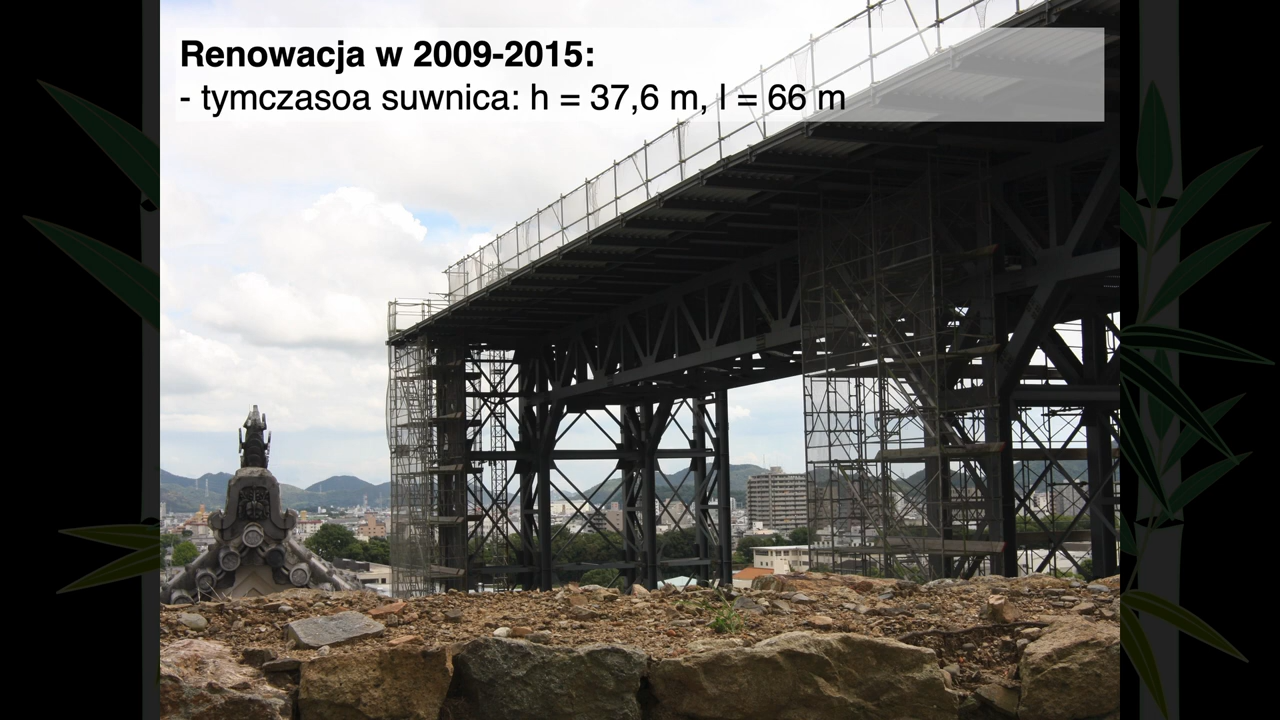 Renowacja w 2009-2015:
- tymczasoa suwnica: h = 37,6 m, l = 66 m